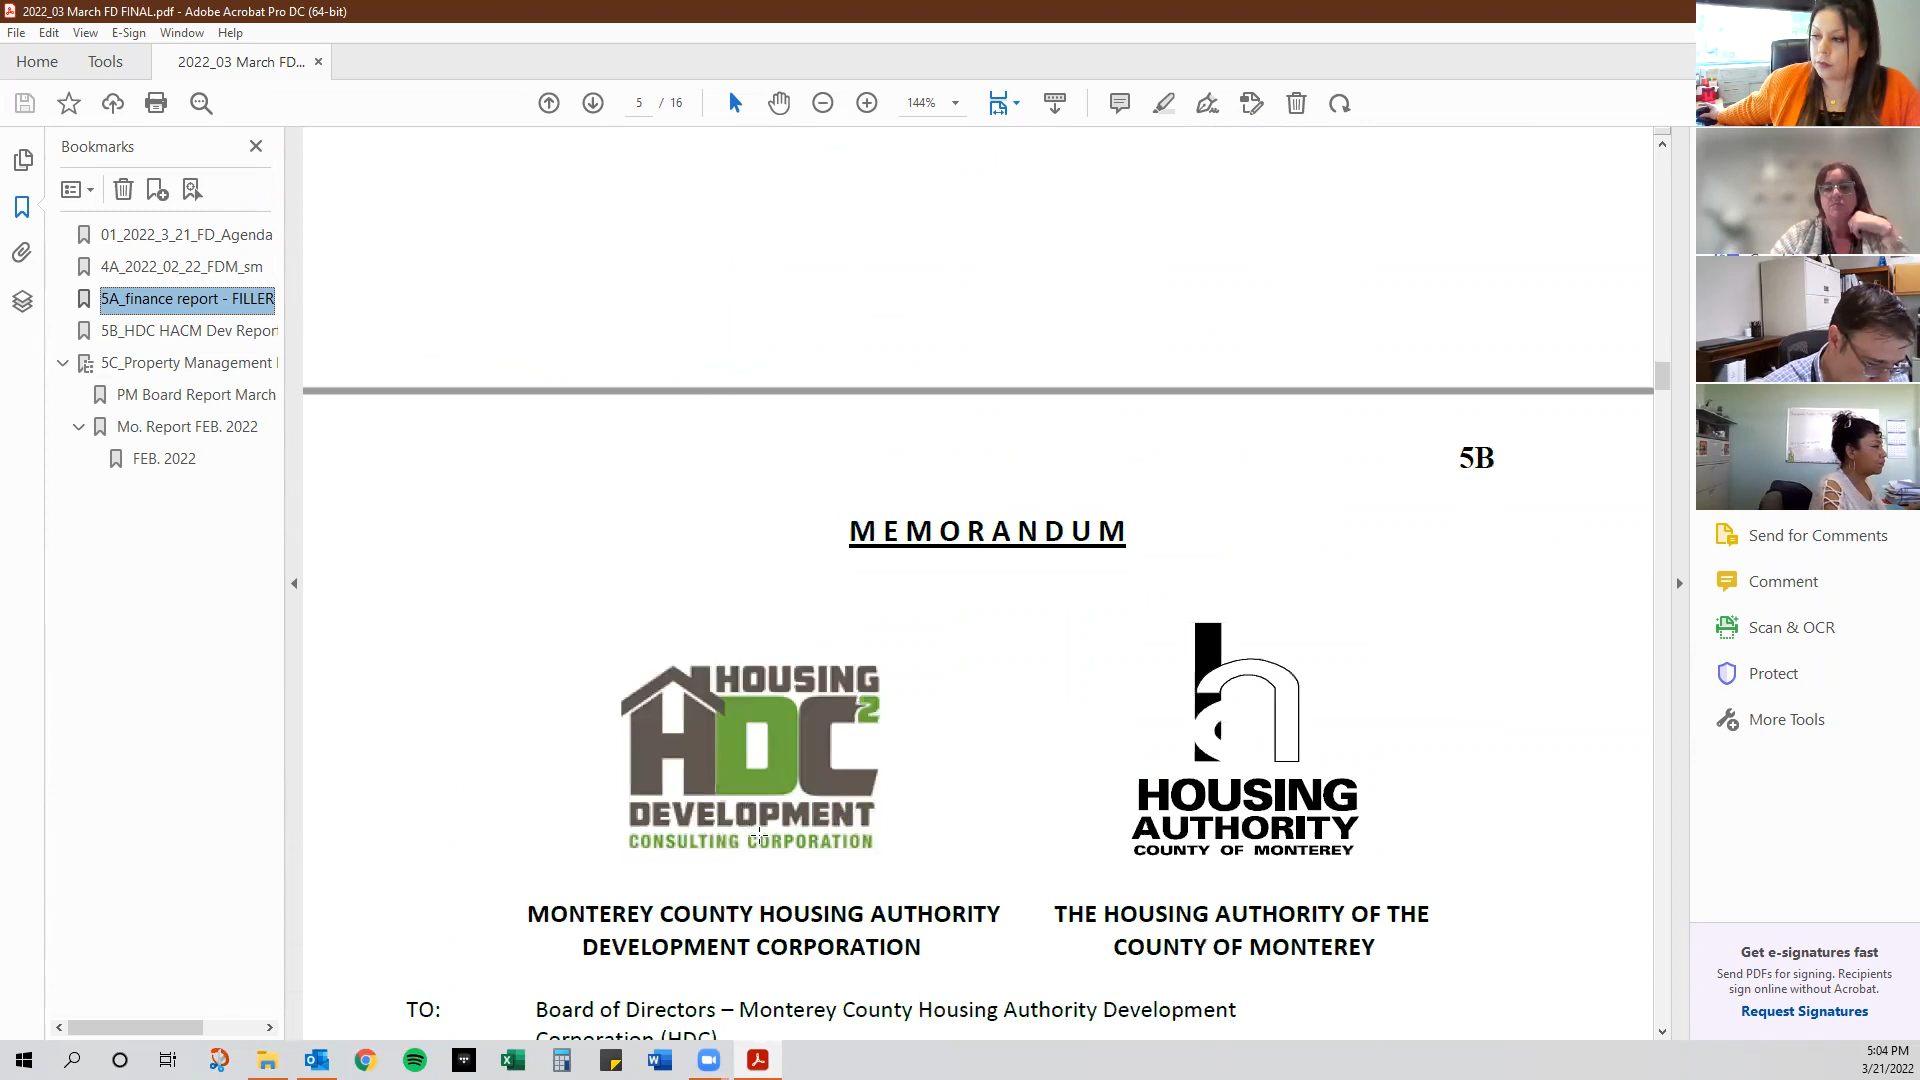 2022_03 March FD FINAL.pdf - Adobe Acrobat Pro DC (64-bit)
File Edit View E-Sign Window Help
Home Tools 2022_03 March FD... ×
5 / 16 144%
Bookmarks
01_2022_3_21_FD_Agenda
4A_2022_02_22_FDM_sm
5A_finance report - FILLER
5B_HDC HACM Dev Report
5C_Property Management
PM Board Report March
Mo. Report FEB. 2022
FEB. 2022
5B
MEMORANDUM
HOUSING
HDC2
DEVELOPMENT
CONSULTING CORPORATION
ha
HOUSING
AUTHORITY
COUNTY OF MONTEREY
MONTEREY COUNTY HOUSING AUTHORITY
DEVELOPMENT CORPORATION
THE HOUSING AUTHORITY OF THE
COUNTY OF MONTEREY
TO: Board of Directors – Monterey County Housing Authority Development
Corporation (HDC)
Send for Comments
Comment
Scan & OCR
Protect
More Tools
Get e-signatures fast
Send PDFs for signing. Recipients
sign online without Acrobat.
Request Signatures
5:04 PM
3/21/2022